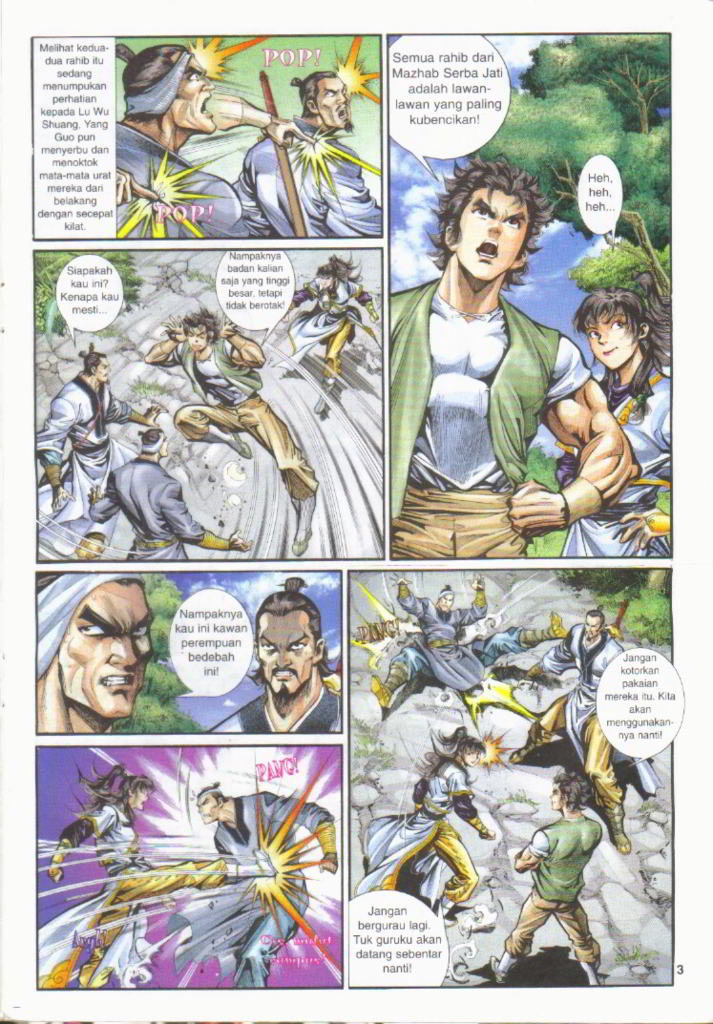 Melihat kedua-
dua rahib itu
sedang
menumpukan
perhatian
kepada Lu Wu
Shuang, Yang
Guo pun
menyerbu dan
menotok
mata-mata urat
mereka dari
belakang
dengan secepat
kilat.
POP!
POP!
Semua rahib dari
Mazhab Serba Jati
adalah lawan-
lawan yang paling
kubencikan!
Heh,
heh,
heh...
Siapakah
kau ini?
Kenapa kau
mesti...
Nampaknya
badan kalian
saja yang tinggi
besar, tetapi
tidak berotak!
Nampaknya
kau ini kawan
perempuan
bedebah
ini!
PANG!
Jangan
kotorkan
pakaian
mereka itu. Kita
akan
menggunakan-
nya nanti!
PANG!
Jangan
bergurau lagi.
Tuk guruku akan
datang sebentar
nanti!
3